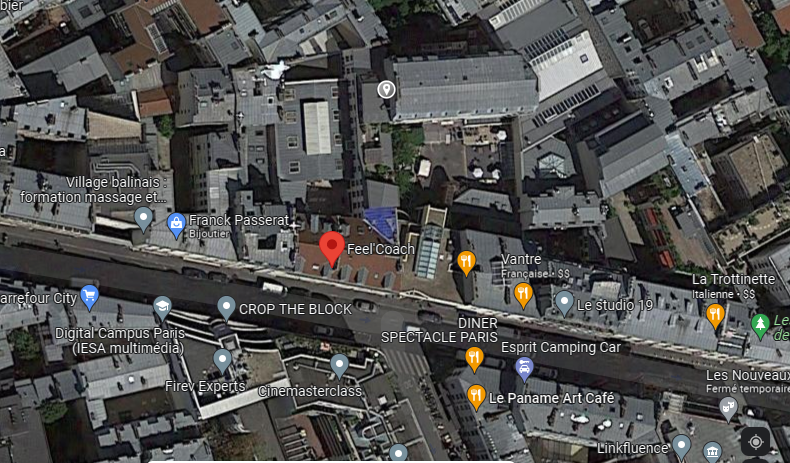 bier
a
Village balinais :
formation massage et...
Franck Passerat
Bijoutier
Feel'Coach
Vantre
Française • $$
La Trottinette
Italienne • $$
arrefour City
CROP THE BLOCK
Le studio 19
Le
de
Digital Campus Paris
(IESA multimédia)
DINER
SPECTACLE PARIS
Esprit Camping Car
Firev Experts
Cinemasterclass
Le Paname Art Café
Les Nouveaux
Fermé temporaire
Linkfluence